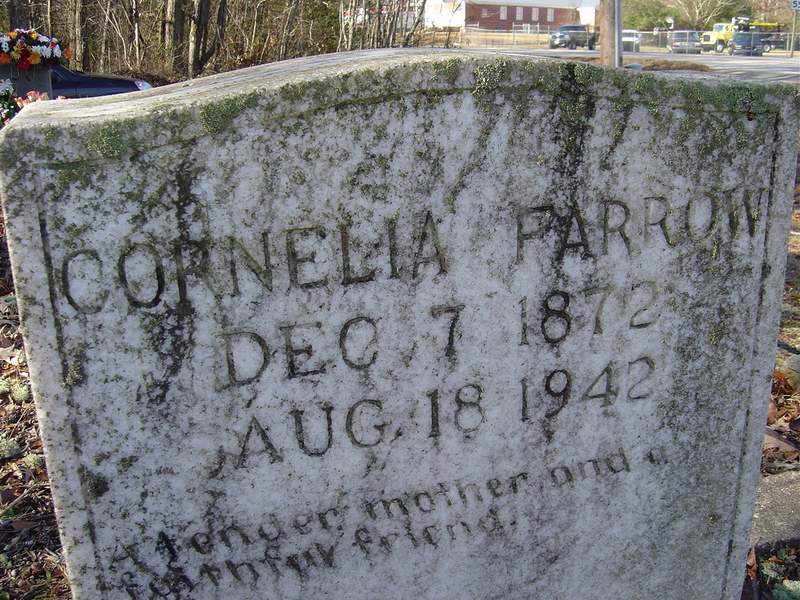 CORNELIA FARROW
DEC. 7 1872
AUG. 18 1942
A tender mother and a
faithful friend.